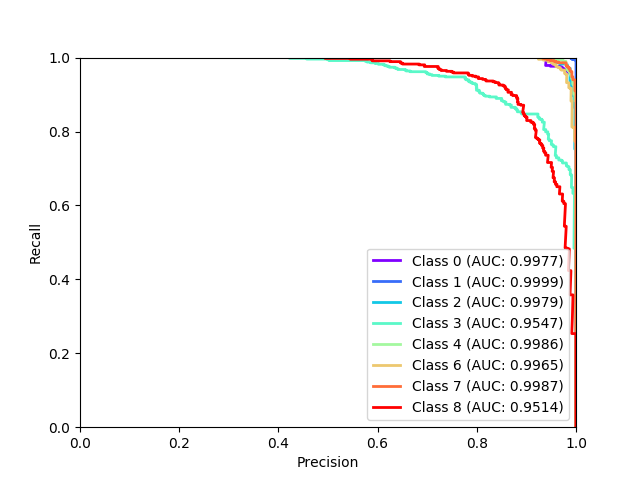 1.0
0.8
0.6
0.4
0.2
0.0
Recall
Class 0 (AUC: 0.9977)
Class 1 (AUC: 0.9999)
Class 2 (AUC: 0.9979)
Class 3 (AUC: 0.9547)
Class 4 (AUC: 0.9986)
Class 6 (AUC: 0.9965)
Class 7 (AUC: 0.9987)
Class 8 (AUC: 0.9514)
0.0 0.2 0.4 0.6 0.8 1.0
Precision